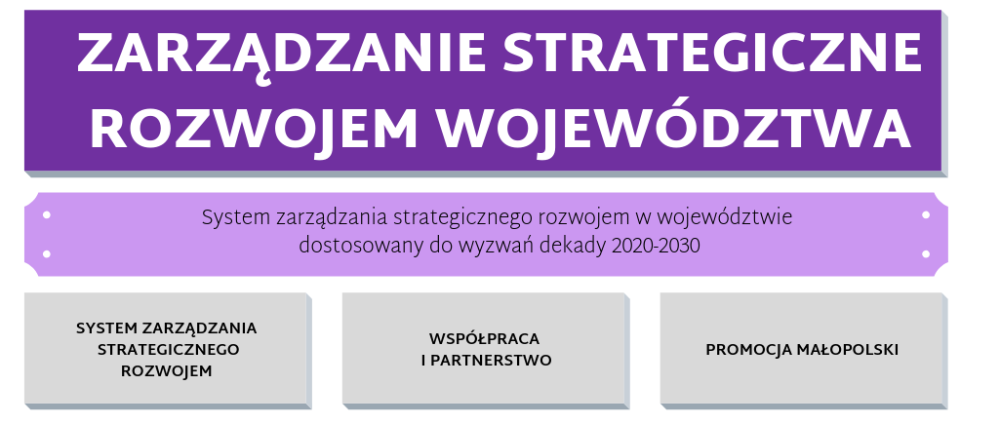 ZARZĄDZANIE STRATEGICZNE
ROZWOJEM WOJEWÓDZTWA
System zarządzania strategicznego rozwojem w województwie
dostosowany do wyzwań dekady 2020-2030
SYSTEM ZARZĄDZANIA
STRATEGICZNEGO
ROZWOJEM
WSPÓŁPRACA
I PARTNERSTWO
PROMOCJA MAŁOPOLSKI